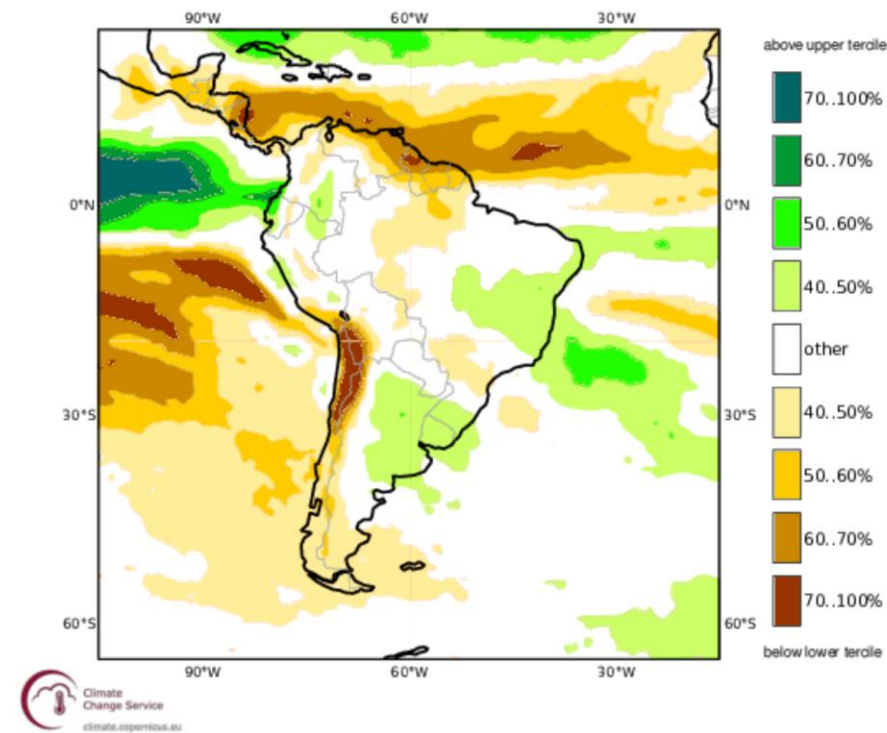 90°W 60°W 30°W
above upper tercile
70..100%
60..70%
0°N 0°N
50..60%
40..50%
other
30°S 30°S
40..50%
50..60%
60..70%
70..100%
60°S 60°S
below lower tercile
90°W 60°W 30°W
Climate
Change Service
climate.copernicus.eu